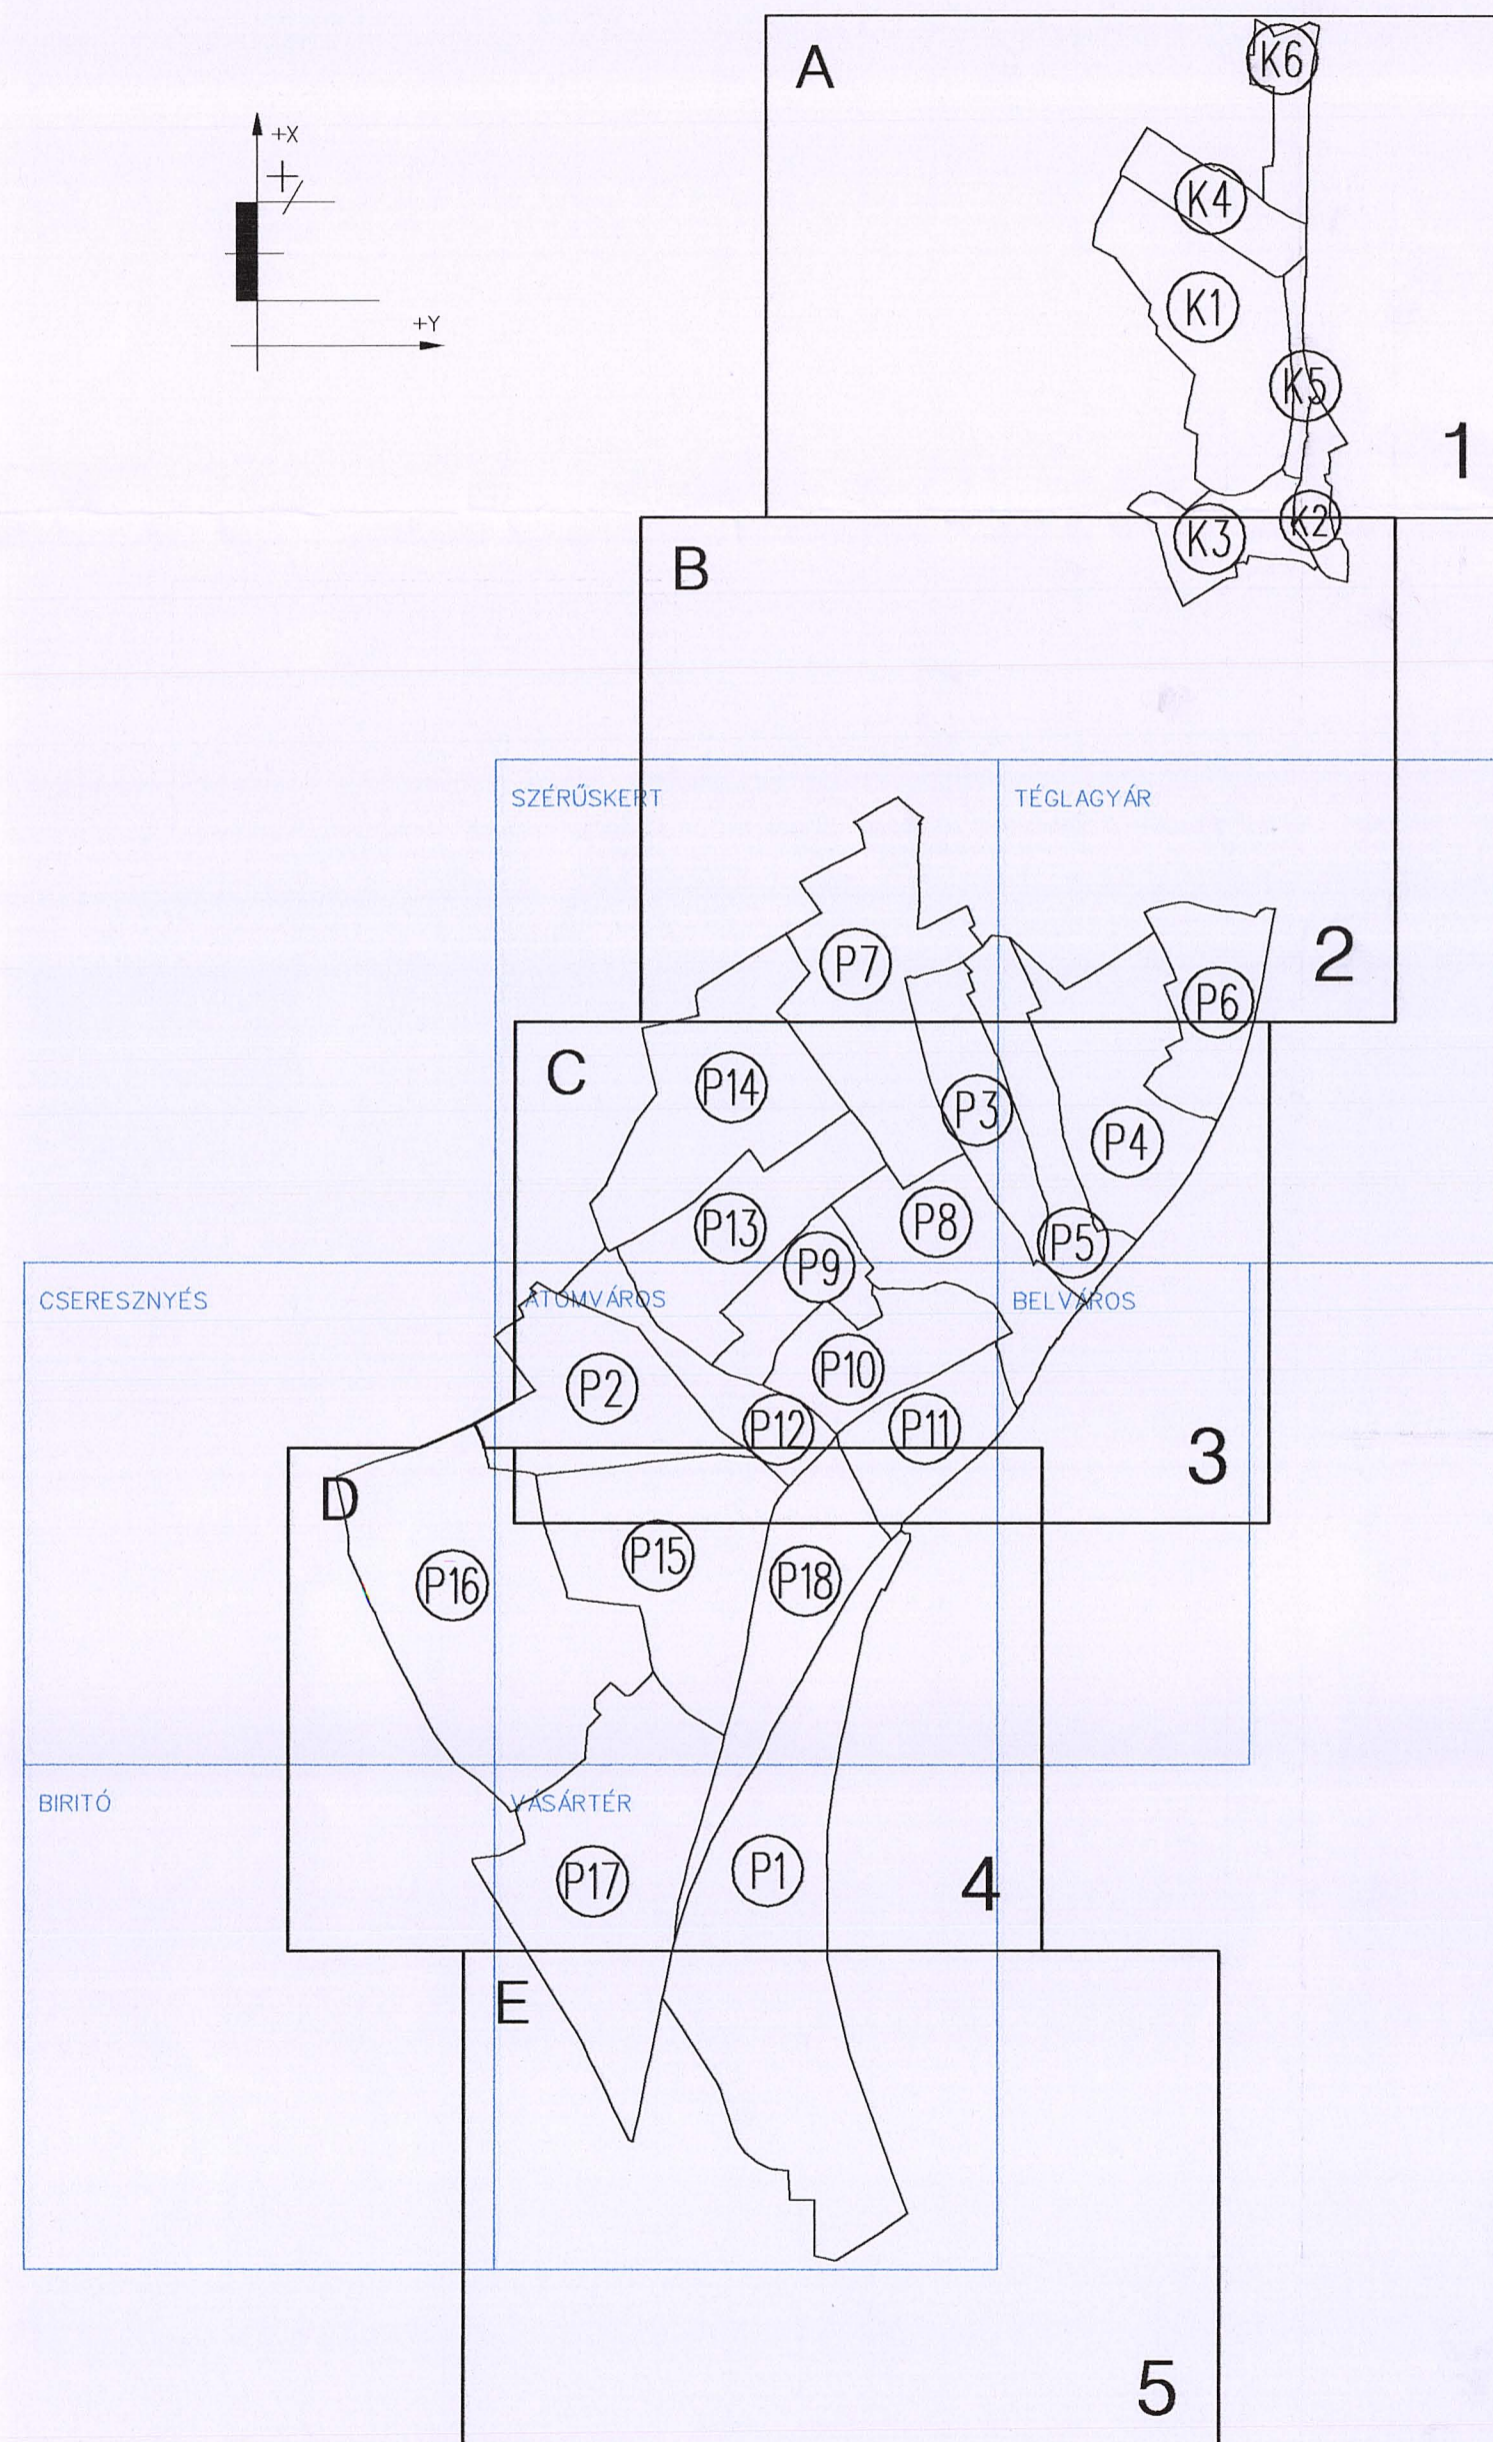 A
K6
+X
K4
K1
+Y
K5
1
K2
K3
B
SZÉRŰSKERT
TÉGLAGYÁR
P7
2
P6
C
P14
P3
P4
P13
P8
P5
P9
CSERESZNYÉS
ATOMVÁROS
BELVÁROS
P10
P2
P12
P11
3
D
P15
P16
P18
BIRITÓ
VÁSÁRTÉR
P1
P17
4
E
5